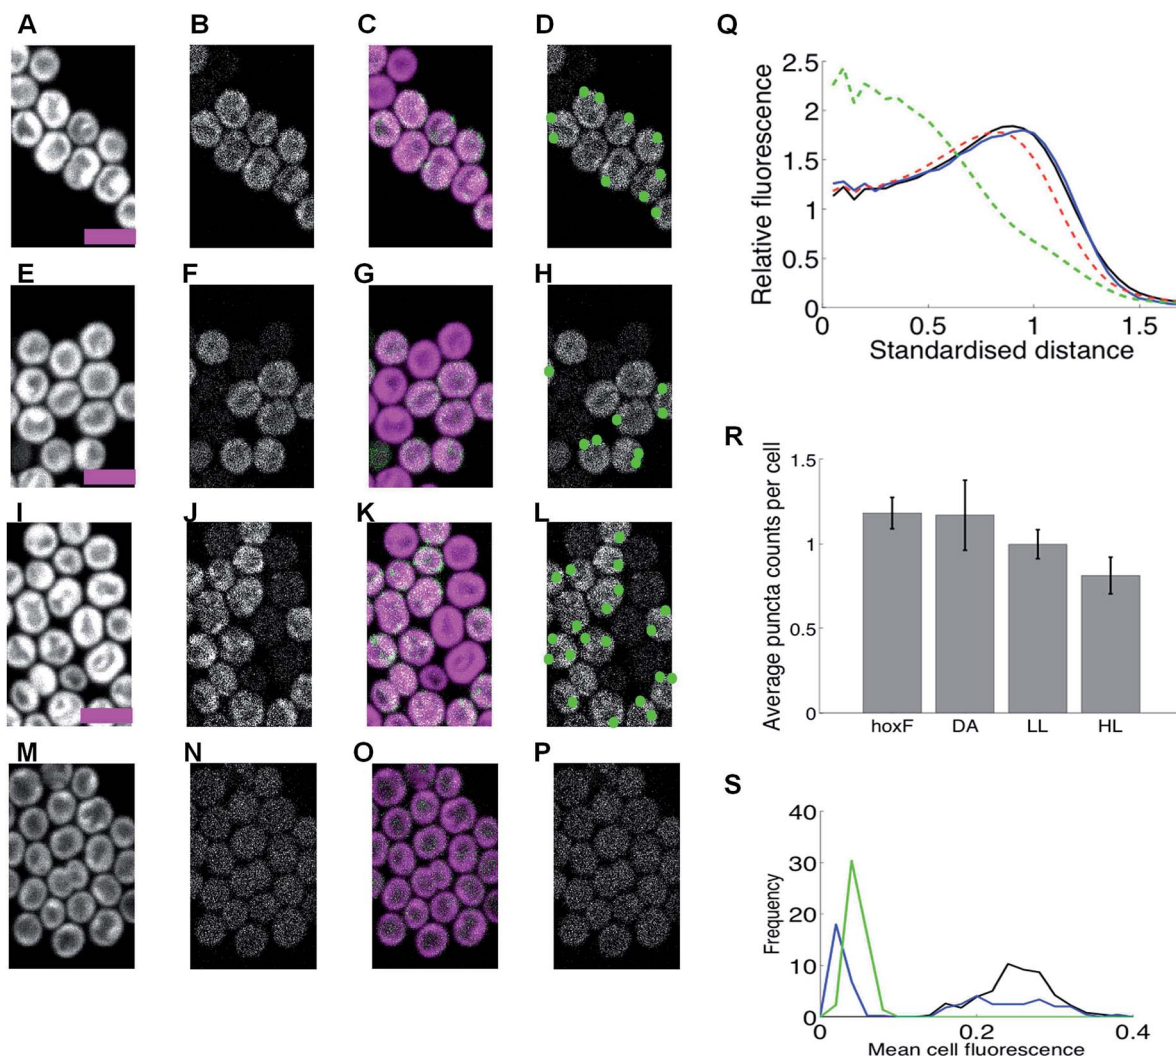 A B C D
E F G H
I J K L
M N O P
Q
2.5
2
1.5
1
0.5
0
0 0.5 1 1.5
Relative fluorescence
Standardised distance
R
1.5
1
0.5
0
Average puncta counts per cell
hoxF DA LL HL
S
40
30
20
10
0
0 0.2 0.4
Frequency
Mean cell fluorescence